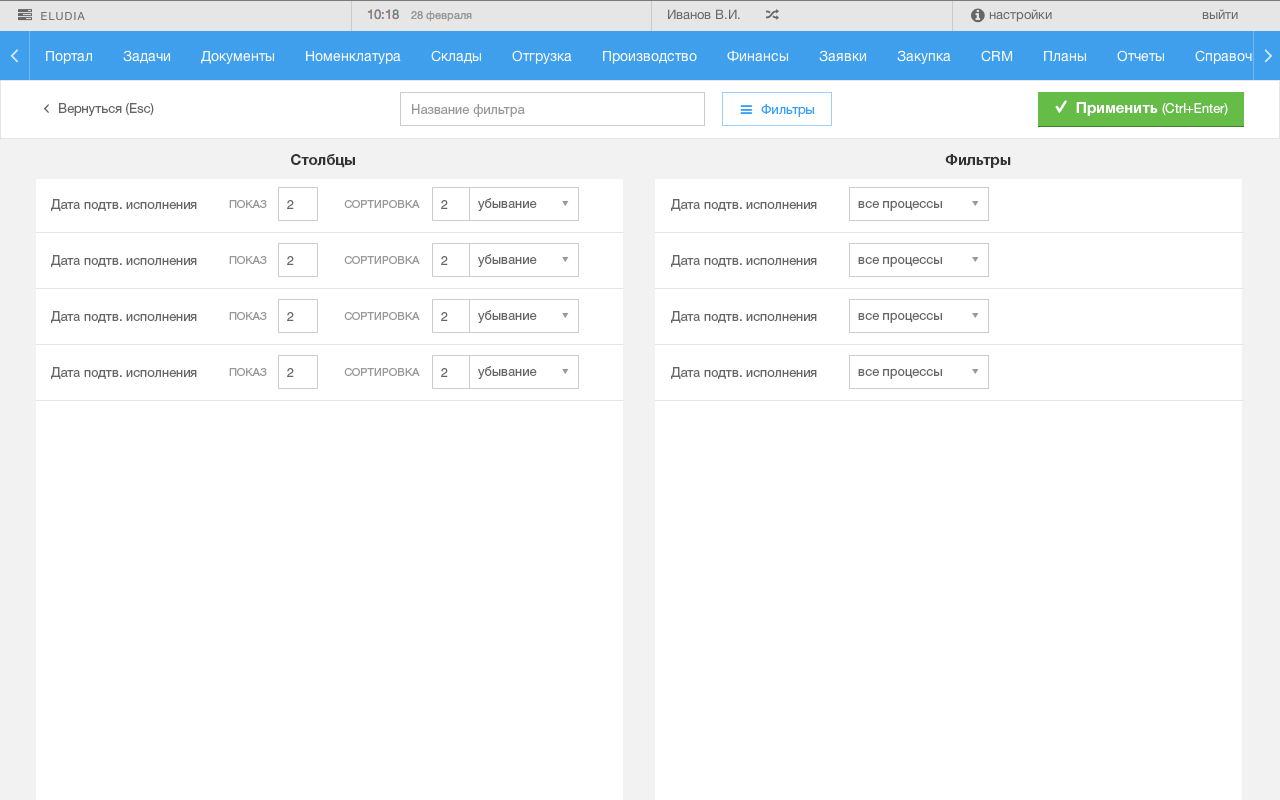 ELUDIA 10:18 28 февраля Иванов В.И. настройки выйти
Портал Задачи Документы Номенклатура Склады Отгрузка Производство Финансы Заявки Закупка CRM Планы Отчеты Справоч
Вернуться (Esc) Название фильтра Фильтры Применить (Ctrl+Enter)
Столбцы Фильтры
Дата подтв. исполнения ПОКАЗ 2 СОРТИРОВКА 2 убывание Дата подтв. исполнения все процессы
Дата подтв. исполнения ПОКАЗ 2 СОРТИРОВКА 2 убывание Дата подтв. исполнения все процессы
Дата подтв. исполнения ПОКАЗ 2 СОРТИРОВКА 2 убывание Дата подтв. исполнения все процессы
Дата подтв. исполнения ПОКАЗ 2 СОРТИРОВКА 2 убывание Дата подтв. исполнения все процессы